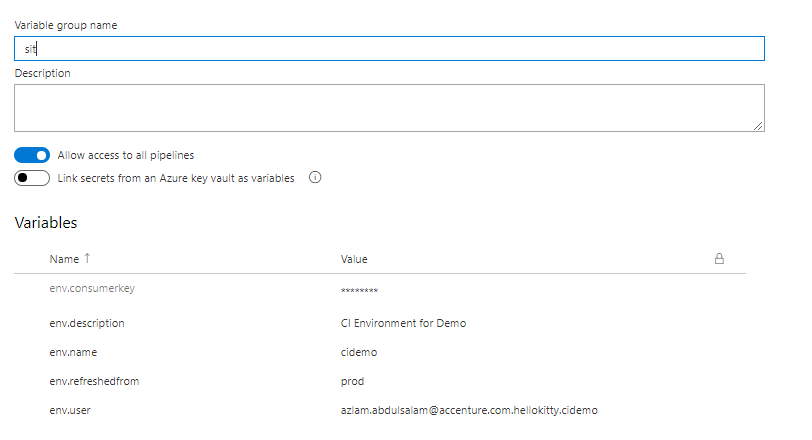 Variable group name
sit
Description
Allow access to all pipelines
Link secrets from an Azure key vault as variables
Variables
Name ↑ Value
env.consumerkey ********
env.description CI Environment for Demo
env.name cidemo
env.refreshedfrom prod
env.user azlam.abdulsalam@accenture.com.hellokitty.cidemo